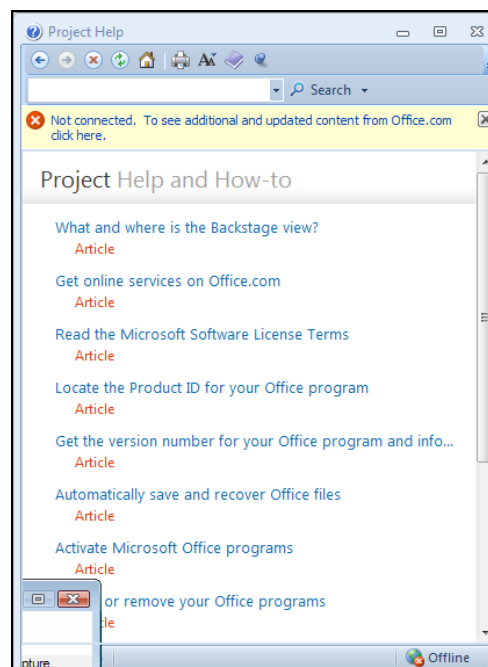 Project Help
Search
Not connected. To see additional and updated content from Office.com
click here.
Project Help and How-to
What and where is the Backstage view?
Article
Get online services on Office.com
Article
Read the Microsoft Software License Terms
Article
Locate the Product ID for your Office program
Article
Get the version number for your Office program and info...
Article
Automatically save and recover Office files
Article
Activate Microsoft Office programs
Article
or remove your Office programs
Offline